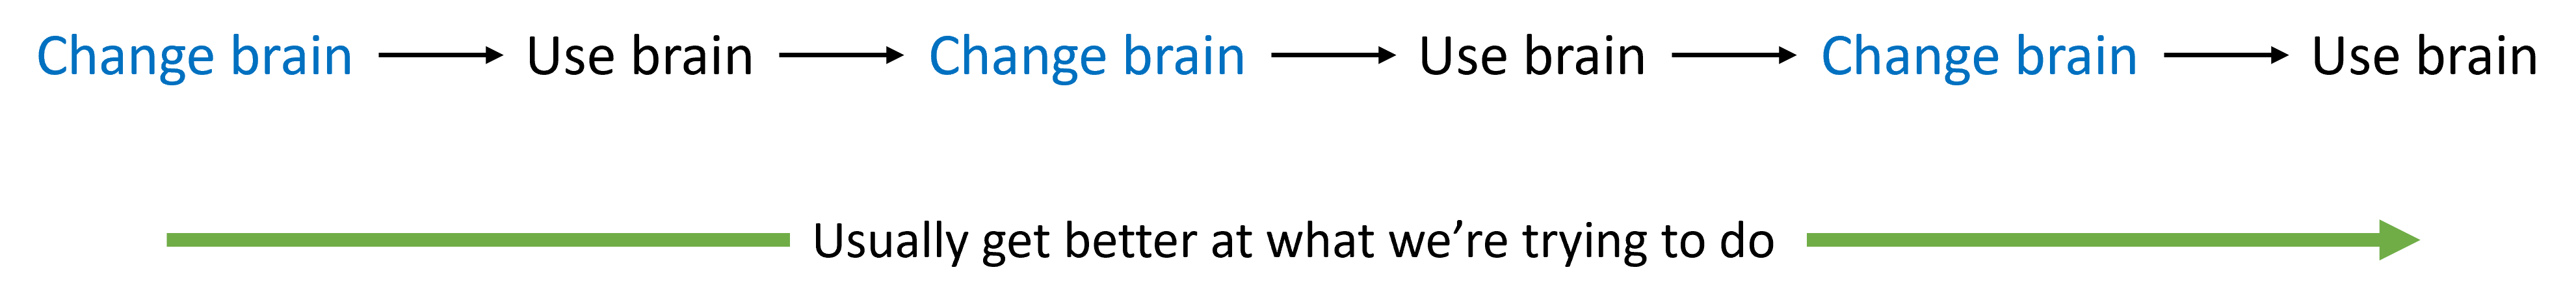 Change brain Use brain Change brain Use brain Change brain Use brain
Usually get better at what we’re trying to do